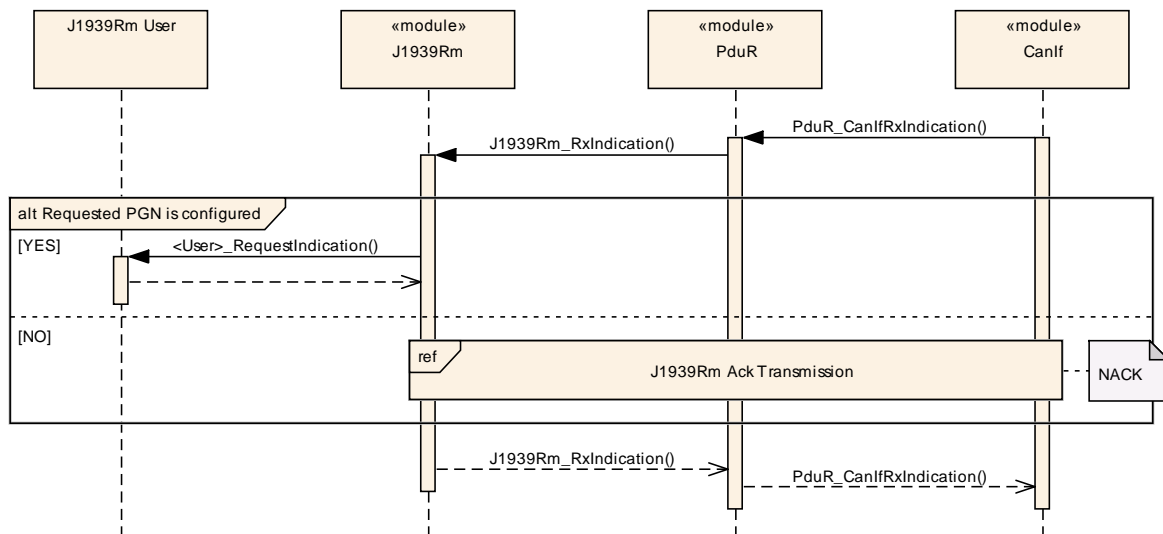 J1939Rm User
«module»
J1939Rm
«module»
PduR
«module»
CanIf
PduR_CanIfRxIndication()
J1939Rm_RxIndication()
alt Requested PGN is configured
[YES]
<User>_RequestIndication()
[NO]
ref
J1939Rm Ack Transmission
NACK
J1939Rm_RxIndication()
PduR_CanIfRxIndication()